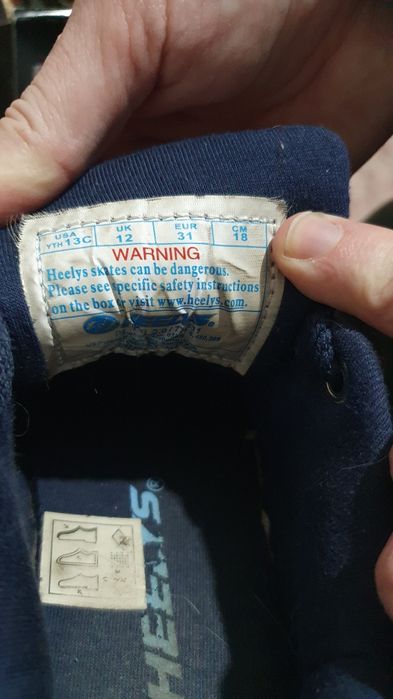 USA UK EUR CM
YTH 13C 12 31 18
WARNING
Heelys skates can be dangerous.
Please see specific safety instructions
on the box or visit www.heelys.com.
HEELYS
HEELYS®